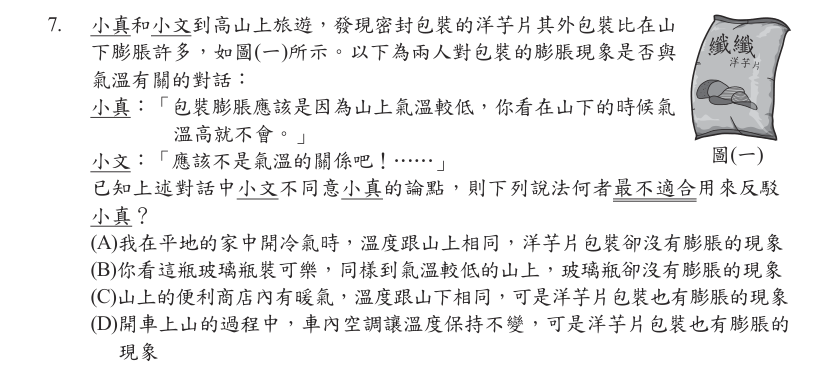 7. 小真和小文到高山上旅遊，發現密封包裝的洋芋片其外包裝比在山
下膨脹許多，如圖(一)所示。以下為兩人對包裝的膨脹現象是否與
氣溫有關的對話：
小真：「包裝膨脹應該是因為山上氣溫較低，你看在山下的時候氣
溫高就不會。」
小文：「應該不是氣溫的關係吧！……」
已知上述對話中小文不同意小真的論點，則下列說法何者最不適合用來反駁
小真？
(A)我在平地的家中開冷氣時，溫度跟山上相同，洋芋片包裝卻沒有膨脹的現象
(B)你看這瓶玻璃瓶裝可樂，同樣到氣溫較低的山上，玻璃瓶卻沒有膨脹的現象
(C)山上的便利商店內有暖氣，溫度跟山下相同，可是洋芋片包裝也有膨脹的現象
(D)開車上山的過程中，車內空調讓溫度保持不變，可是洋芋片包裝也有膨脹的
現象
纖纖
洋芋片
圖(一)